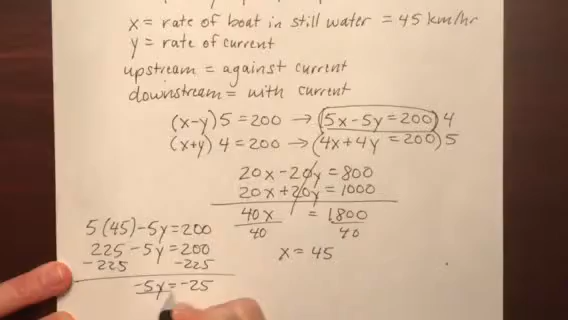 x = rate of boat in still water = 45 km/hr
y = rate of current
upstream = against current
downstream = with current
(x-y) 5 = 200 → (5x - 5y = 200) 4
(x+y) 4 = 200 → (4x + 4y = 200) 5
20x - 20y = 800
20x + 20y = 1000
40x = 1800
40 40
x = 45
5(45) - 5y = 200
225 - 5y = 200
-225 -225
-5y = -25